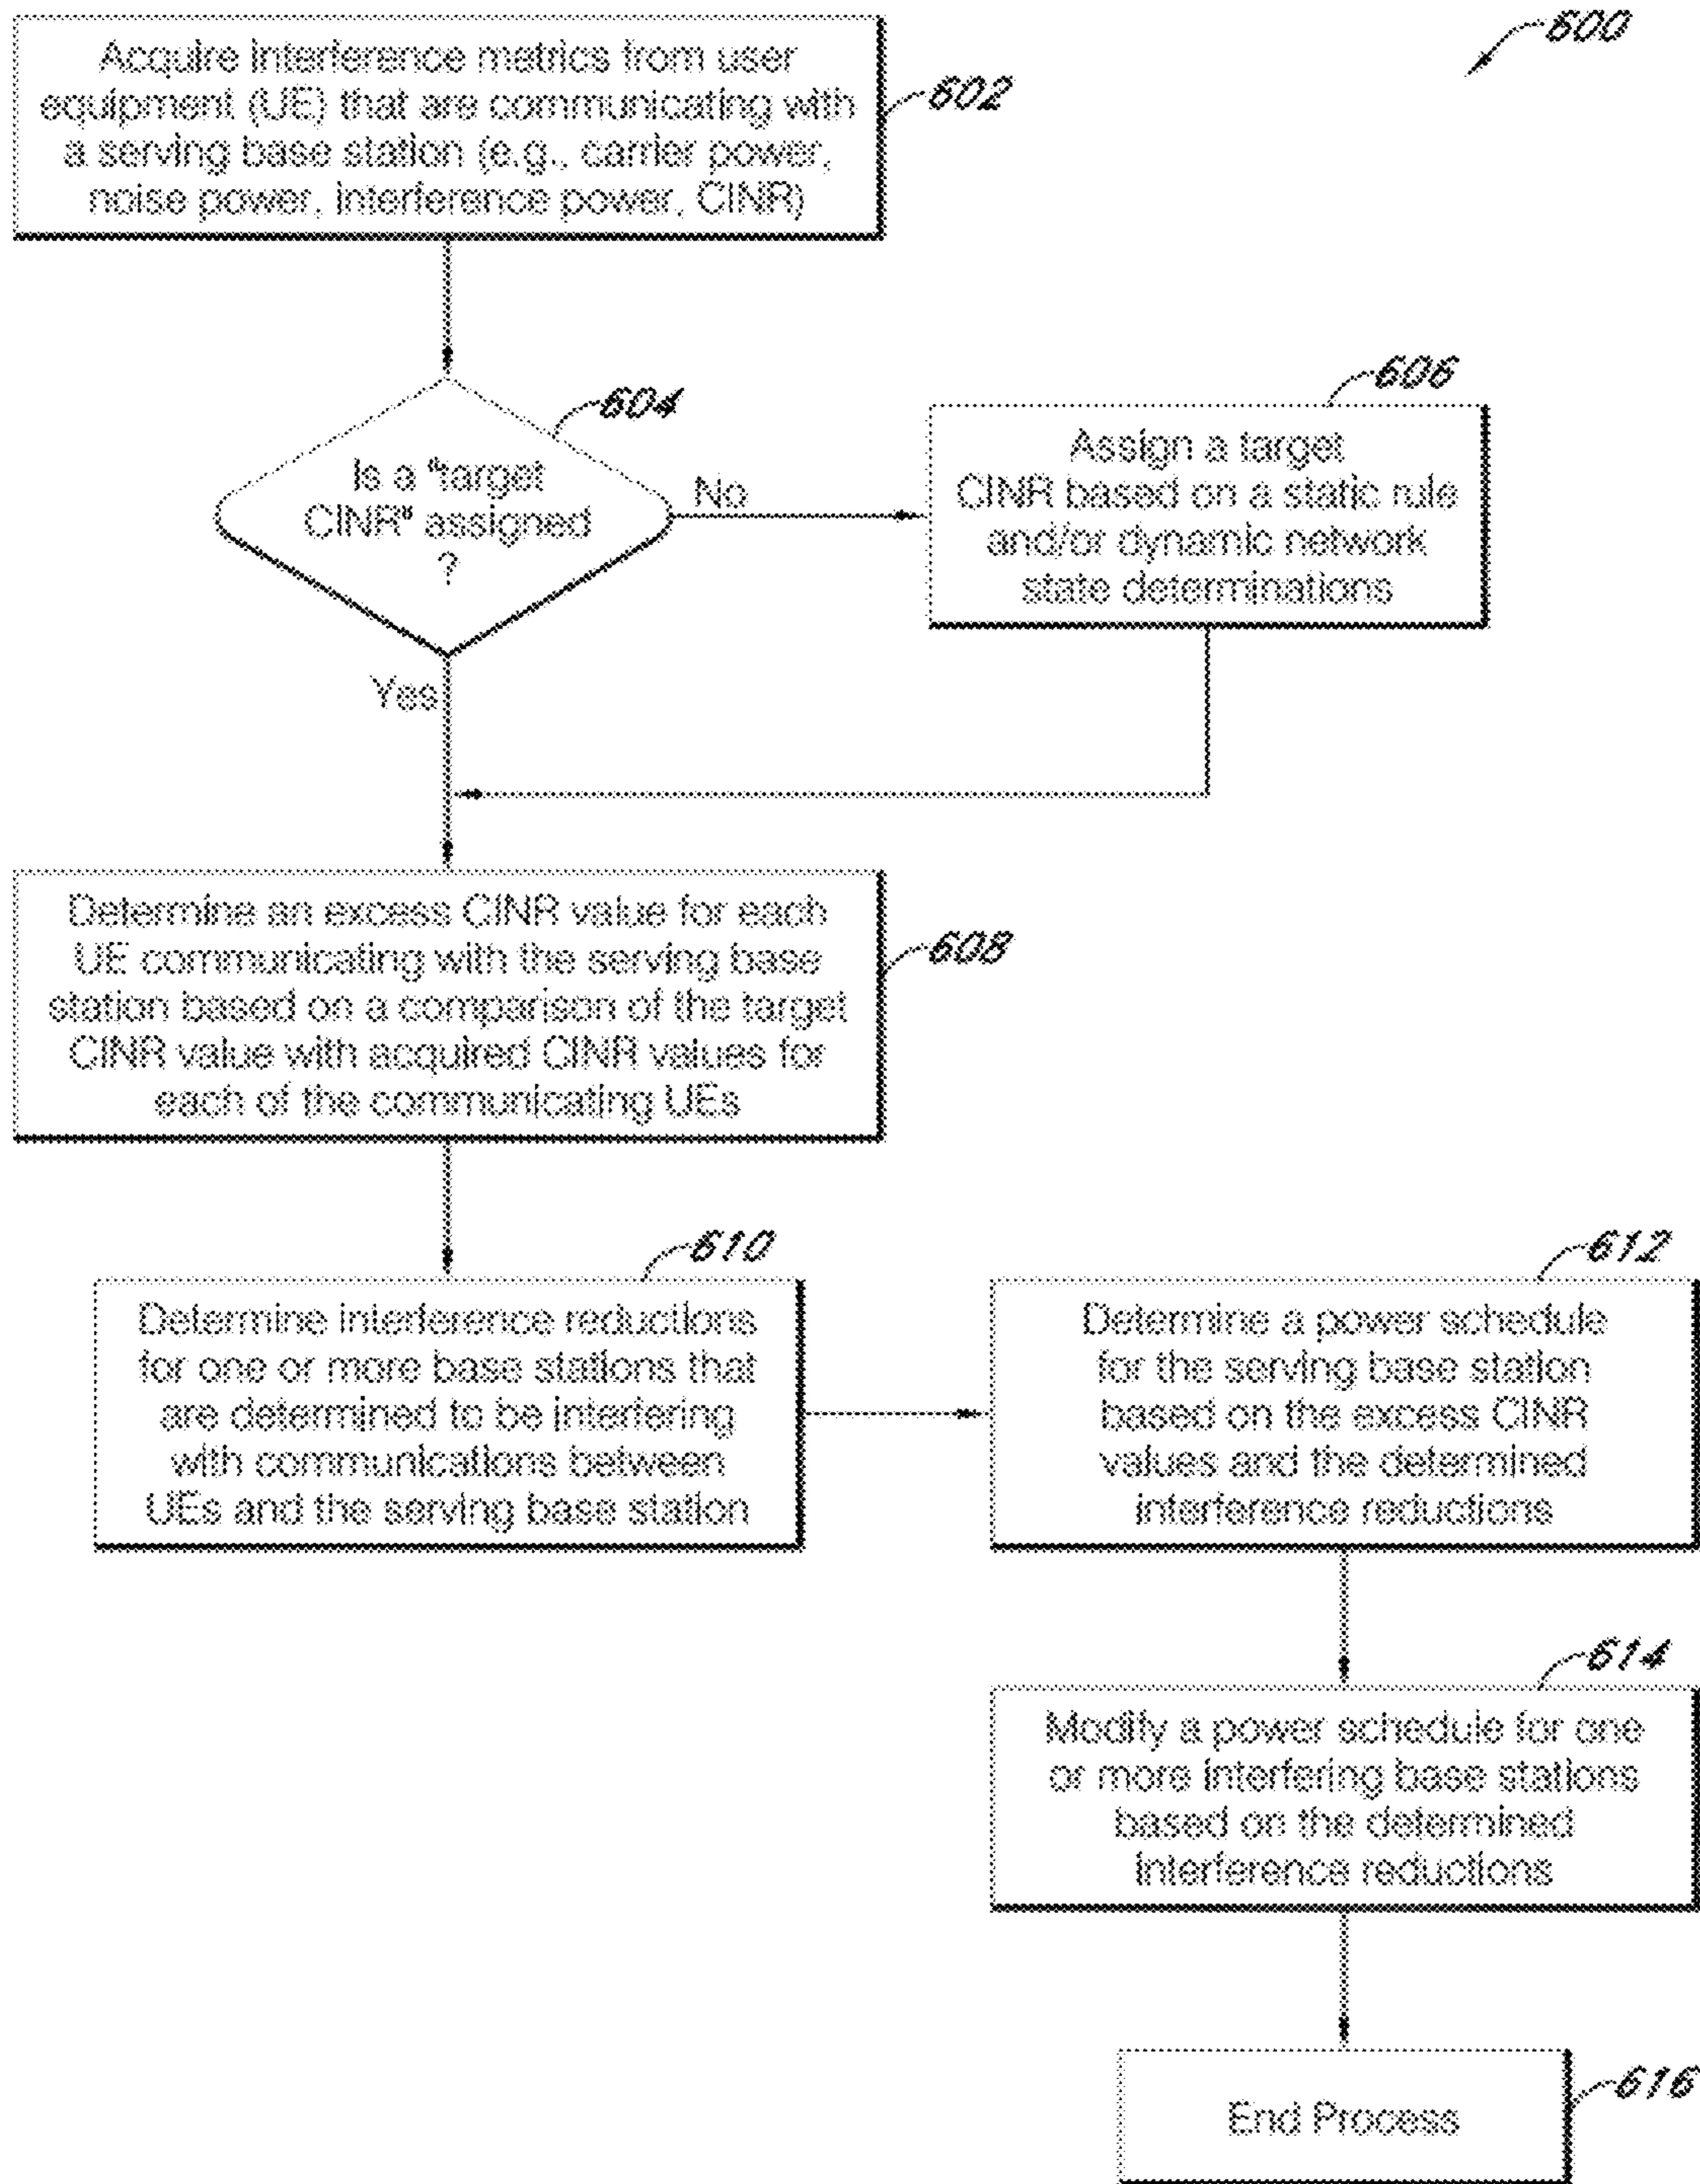 600
Acquire interference metrics from user
equipment (UE) that are communicating with
a serving base station (e.g., carrier power,
noise power, interference power, CINR)
602
604
Is a "target
CINR" assigned
?
No
Yes
606
Assign a target
CINR based on a static rule
and/or dynamic network
state determinations
Determine an excess CINR value for each
UE communicating with the serving base
station based on a comparison of the target
CINR value with acquired CINR values for
each of the communicating UEs
608
610
Determine interference reductions
for one or more base stations that
are determined to be interfering
with communications between
UEs and the serving base station
612
Determine a power schedule
for the serving base station
based on the excess CINR
values and the determined
interference reductions
614
Modify a power schedule for one
or more interfering base stations
based on the determined
interference reductions
End Process
616